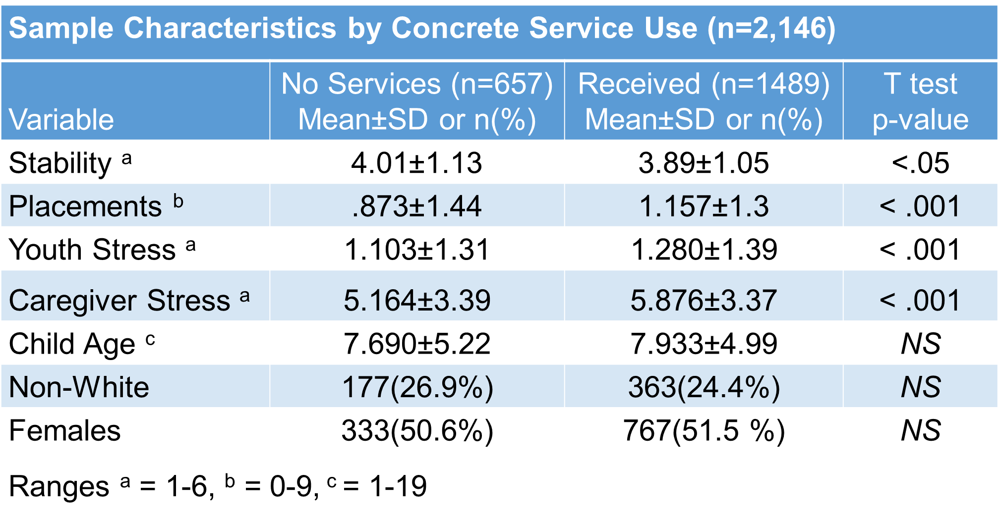 Sample Characteristics by Concrete Service Use (n=2,146)
Variable No Services (n=657) Mean±SD or n(%) Received (n=1489) Mean±SD or n(%) T test p-value
Stability a 4.01±1.13 3.89±1.05 <.05
Placements b .873±1.44 1.157±1.3 < .001
Youth Stress a 1.103±1.31 1.280±1.39 < .001
Caregiver Stress a 5.164±3.39 5.876±3.37 < .001
Child Age c 7.690±5.22 7.933±4.99 NS
Non-White 177(26.9%) 363(24.4%) NS
Females 333(50.6%) 767(51.5 %) NS
Ranges a = 1-6, b = 0-9, c = 1-19